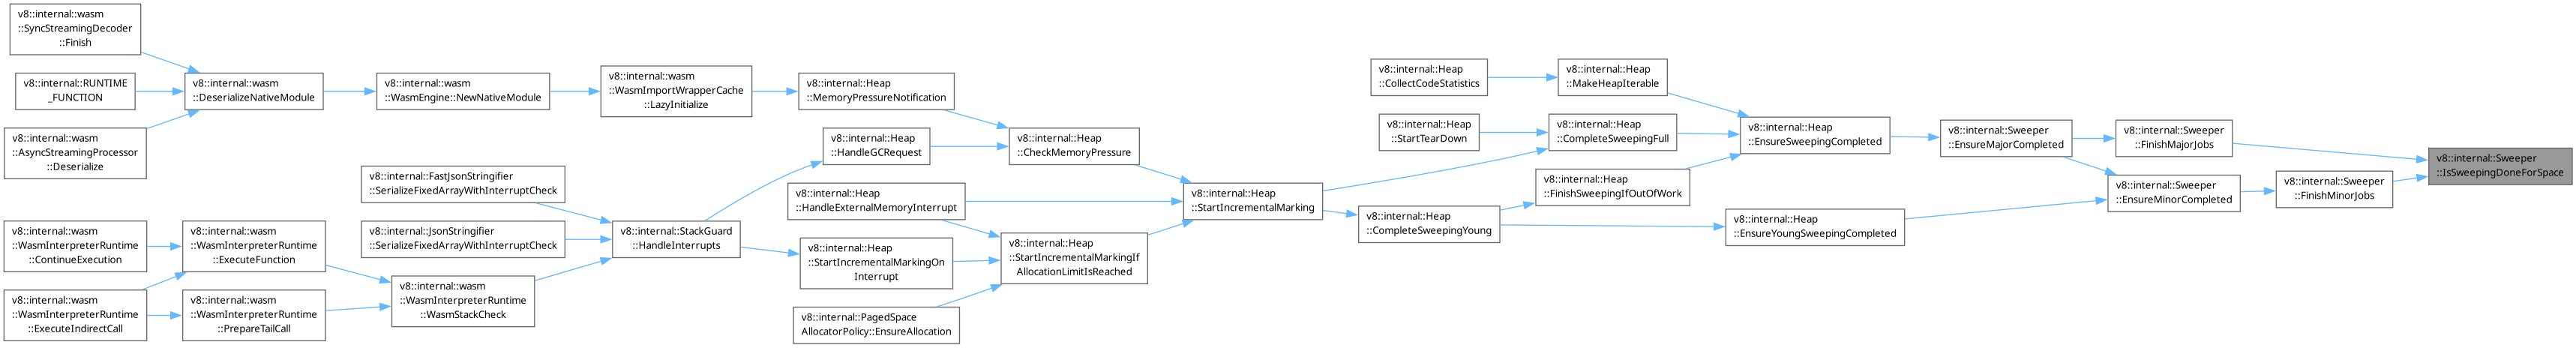 v8::internal::wasm
::SyncStreamingDecoder
::Finish
v8::internal::RUNTIME
_FUNCTION
v8::internal::wasm
::AsyncStreamingProcessor
::Deserialize
v8::internal::wasm
::DeserializeNativeModule
v8::internal::wasm
::WasmEngine::NewNativeModule
v8::internal::wasm
::WasmImportWrapperCache
::LazyInitialize
v8::internal::Heap
::MemoryPressureNotification
v8::internal::Heap
::HandleGCRequest
v8::internal::Heap
::CheckMemoryPressure
v8::internal::FastJsonStringifier
::SerializeFixedArrayWithInterruptCheck
v8::internal::JsonStringifier
::SerializeFixedArrayWithInterruptCheck
v8::internal::wasm
::WasmInterpreterRuntime
::ContinueExecution
v8::internal::wasm
::WasmInterpreterRuntime
::ExecuteIndirectCall
v8::internal::wasm
::WasmInterpreterRuntime
::ExecuteFunction
v8::internal::wasm
::WasmInterpreterRuntime
::PrepareTailCall
v8::internal::wasm
::WasmInterpreterRuntime
::WasmStackCheck
v8::internal::StackGuard
::HandleInterrupts
v8::internal::Heap
::HandleExternalMemoryInterrupt
v8::internal::Heap
::StartIncrementalMarkingOn
Interrupt
v8::internal::PagedSpace
AllocatorPolicy::EnsureAllocation
v8::internal::Heap
::StartIncrementalMarkingIf
AllocationLimitIsReached
v8::internal::Heap
::StartIncrementalMarking
v8::internal::Heap
::CollectCodeStatistics
v8::internal::Heap
::StartTearDown
v8::internal::Heap
::CompleteSweepingYoung
v8::internal::Heap
::MakeHeapIterable
v8::internal::Heap
::CompleteSweepingFull
v8::internal::Heap
::FinishSweepingIfOutOfWork
v8::internal::Heap
::EnsureSweepingCompleted
v8::internal::Heap
::EnsureYoungSweepingCompleted
v8::internal::Sweeper
::EnsureMajorCompleted
v8::internal::Sweeper
::FinishMajorJobs
v8::internal::Sweeper
::EnsureMinorCompleted
v8::internal::Sweeper
::FinishMinorJobs
v8::internal::Sweeper
::IsSweepingDoneForSpace